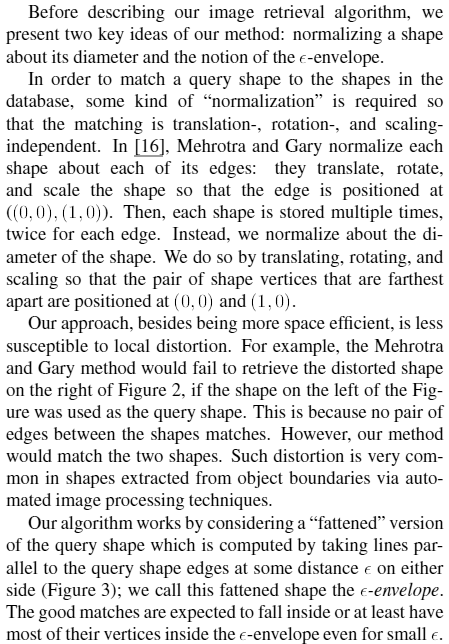 Before describing our image retrieval algorithm, we
present two key ideas of our method: normalizing a shape
about its diameter and the notion of the ϵ-envelope.
In order to match a query shape to the shapes in the
database, some kind of “normalization” is required so
that the matching is translation-, rotation-, and scaling-
independent. In [16], Mehrotra and Gary normalize each
shape about each of its edges: they translate, rotate,
and scale the shape so that the edge is positioned at
((0, 0), (1, 0)). Then, each shape is stored multiple times,
twice for each edge. Instead, we normalize about the di-
ameter of the shape. We do so by translating, rotating, and
scaling so that the pair of shape vertices that are farthest
apart are positioned at (0, 0) and (1, 0).
Our approach, besides being more space efficient, is less
susceptible to local distortion. For example, the Mehrotra
and Gary method would fail to retrieve the distorted shape
on the right of Figure 2, if the shape on the left of the Fig-
ure was used as the query shape. This is because no pair of
edges between the shapes matches. However, our method
would match the two shapes. Such distortion is very com-
mon in shapes extracted from object boundaries via auto-
mated image processing techniques.
Our algorithm works by considering a “fattened” version
of the query shape which is computed by taking lines par-
allel to the query shape edges at some distance ϵ on either
side (Figure 3); we call this fattened shape the ϵ-envelope.
The good matches are expected to fall inside or at least have
most of their vertices inside the ϵ-envelope even for small ϵ.